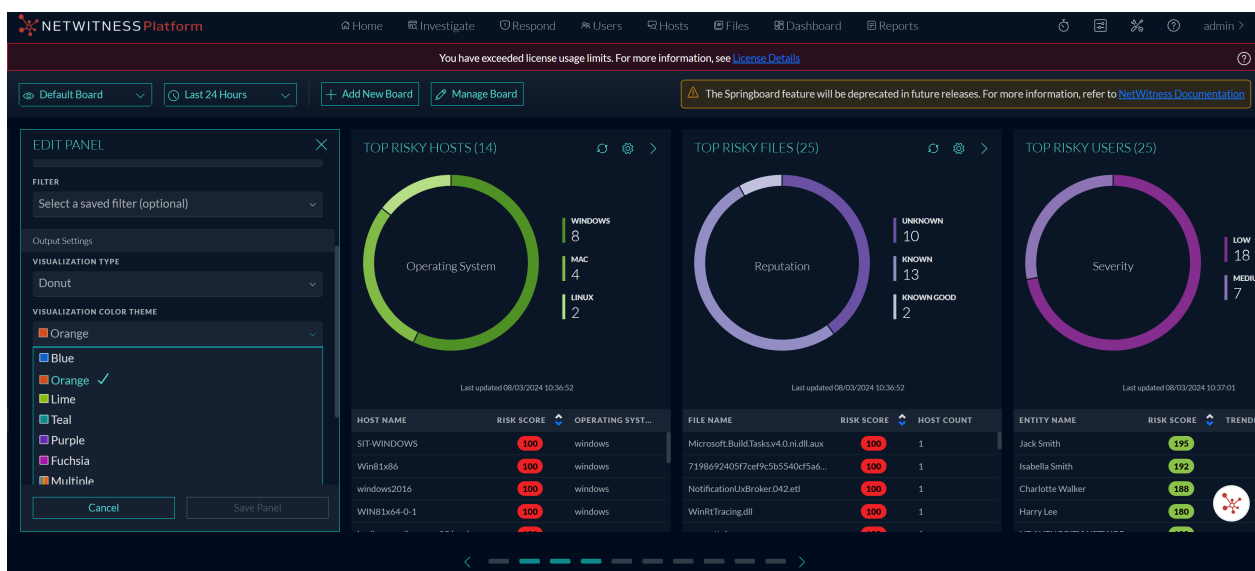 NETWITNESS Platform
Home Investigate Respond Users Hosts Files Dashboard Reports admin
You have exceeded license usage limits. For more information, see License Details
Default Board Last 24 Hours Add New Board Manage Board
The Springboard feature will be deprecated in future releases. For more information, refer to NetWitness Documentation
EDIT PANEL
FILTER
Select a saved filter (optional)
Output Settings
VISUALIZATION TYPE
Donut
VISUALIZATION COLOR THEME
Orange
Blue
Orange
Lime
Teal
Purple
Fuchsia
Multiple
Cancel Save Panel
TOP RISKY HOSTS (14)
Operating System
WINDOWS
8
MAC
4
LINUX
2
Last updated 08/03/2024 10:36:52
HOST NAME RISK SCORE OPERATING SYST...
SIT-WINDOWS 100 windows
Win81x86 100 windows
windows2016 100 windows
WIN81x64-0-1 100 windows
TOP RISKY FILES (25)
Reputation
UNKNOWN
10
KNOWN
13
KNOWN GOOD
2
Last updated 08/03/2024 10:36:52
FILE NAME RISK SCORE HOST COUNT
Microsoft.Build.Tasks.v4.0.ni.dll.aux 100 1
7198692405f7cef9c5b5540cf5a6... 100 1
NotificationUxBroker.042.etl 100 1
WinRtTracing.dll 100 1
TOP RISKY USERS (25)
Severity
LOW
18
MEDIU
7
Last updated 08/03/2024 10:37:01
ENTITY NAME RISK SCORE TRENDI
Jack Smith 195
Isabella Smith 192
Charlotte Walker 188
Harry Lee 180